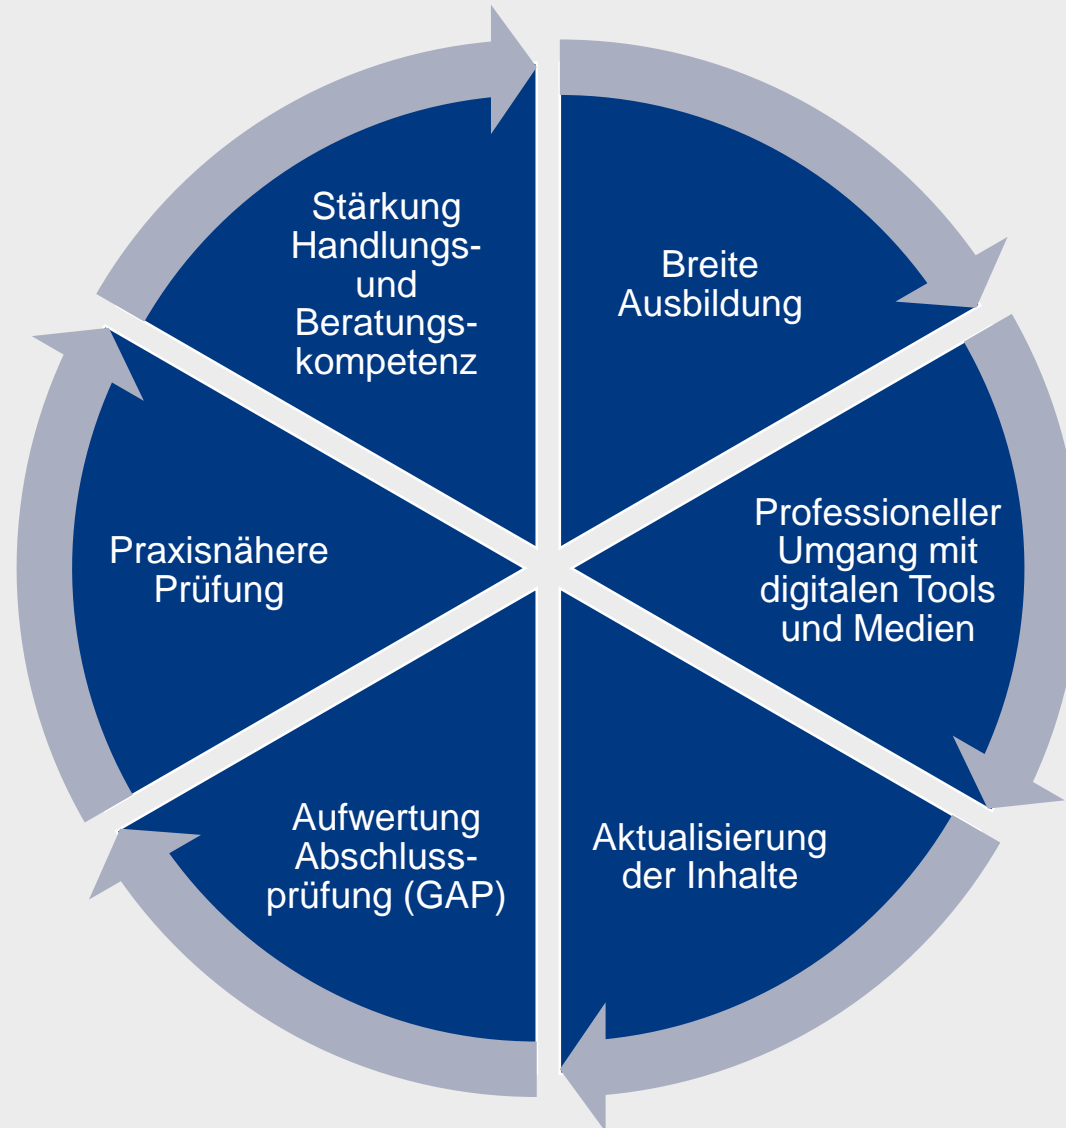 Stärkung
Handlungs-
und
Beratungs-
kompetenz
Breite
Ausbildung
Professioneller
Umgang mit
digitalen Tools
und Medien
Aktualisierung
der Inhalte
Aufwertung
Abschluss-
prüfung (GAP)
Praxisnähere
Prüfung